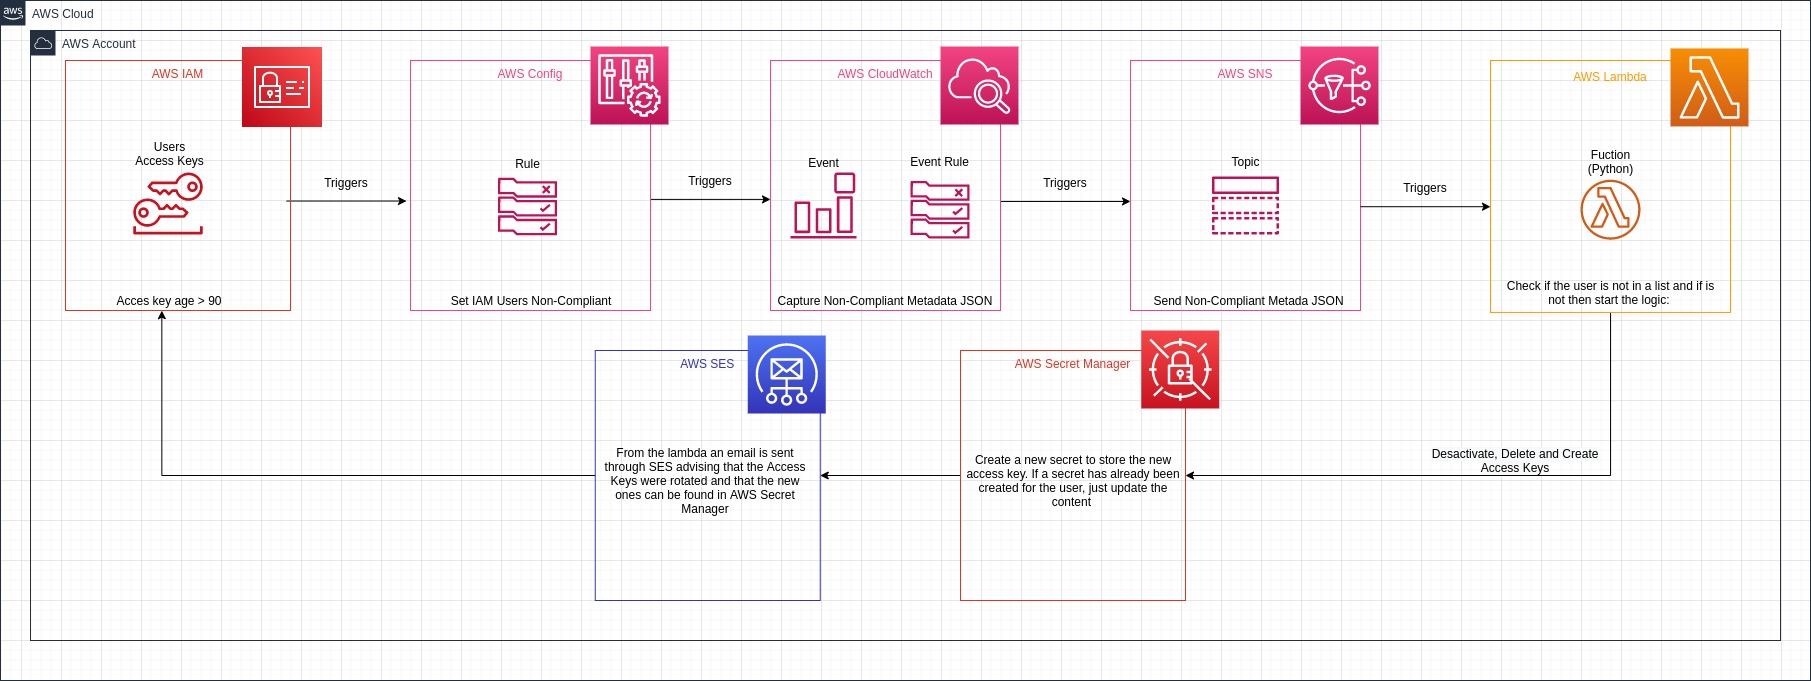 aws
AWS Cloud
AWS Account
AWS IAM
Users
Access Keys
Acces key age > 90
Triggers
AWS Config
Rule
Set IAM Users Non-Compliant
Triggers
AWS CloudWatch
Event
Event Rule
Capture Non-Compliant Metadata JSON
Triggers
AWS SNS
Topic
Send Non-Compliant Metada JSON
Triggers
AWS Lambda
Fuction
(Python)
Check if the user is not in a list and if is
not then start the logic:
Desactivate, Delete and Create
Access Keys
AWS Secret Manager
Create a new secret to store the new
access key. If a secret has already been
created for the user, just update the
content
AWS SES
From the lambda an email is sent
through SES advising that the Access
Keys were rotated and that the new
ones can be found in AWS Secret
Manager